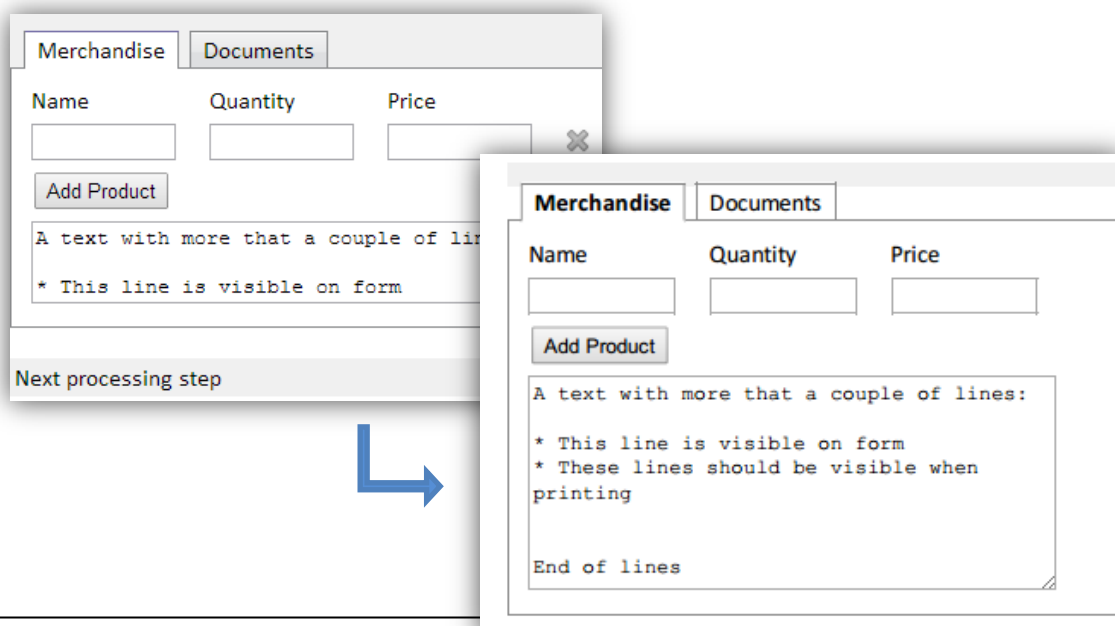 Merchandise Documents
Name Quantity Price
Add Product
A text with more that a couple of
* This line is visible on form
Next processing step
Merchandise Documents
Name Quantity Price
Add Product
A text with more that a couple of lines:
* This line is visible on form
* These lines should be visible when
printing
End of lines